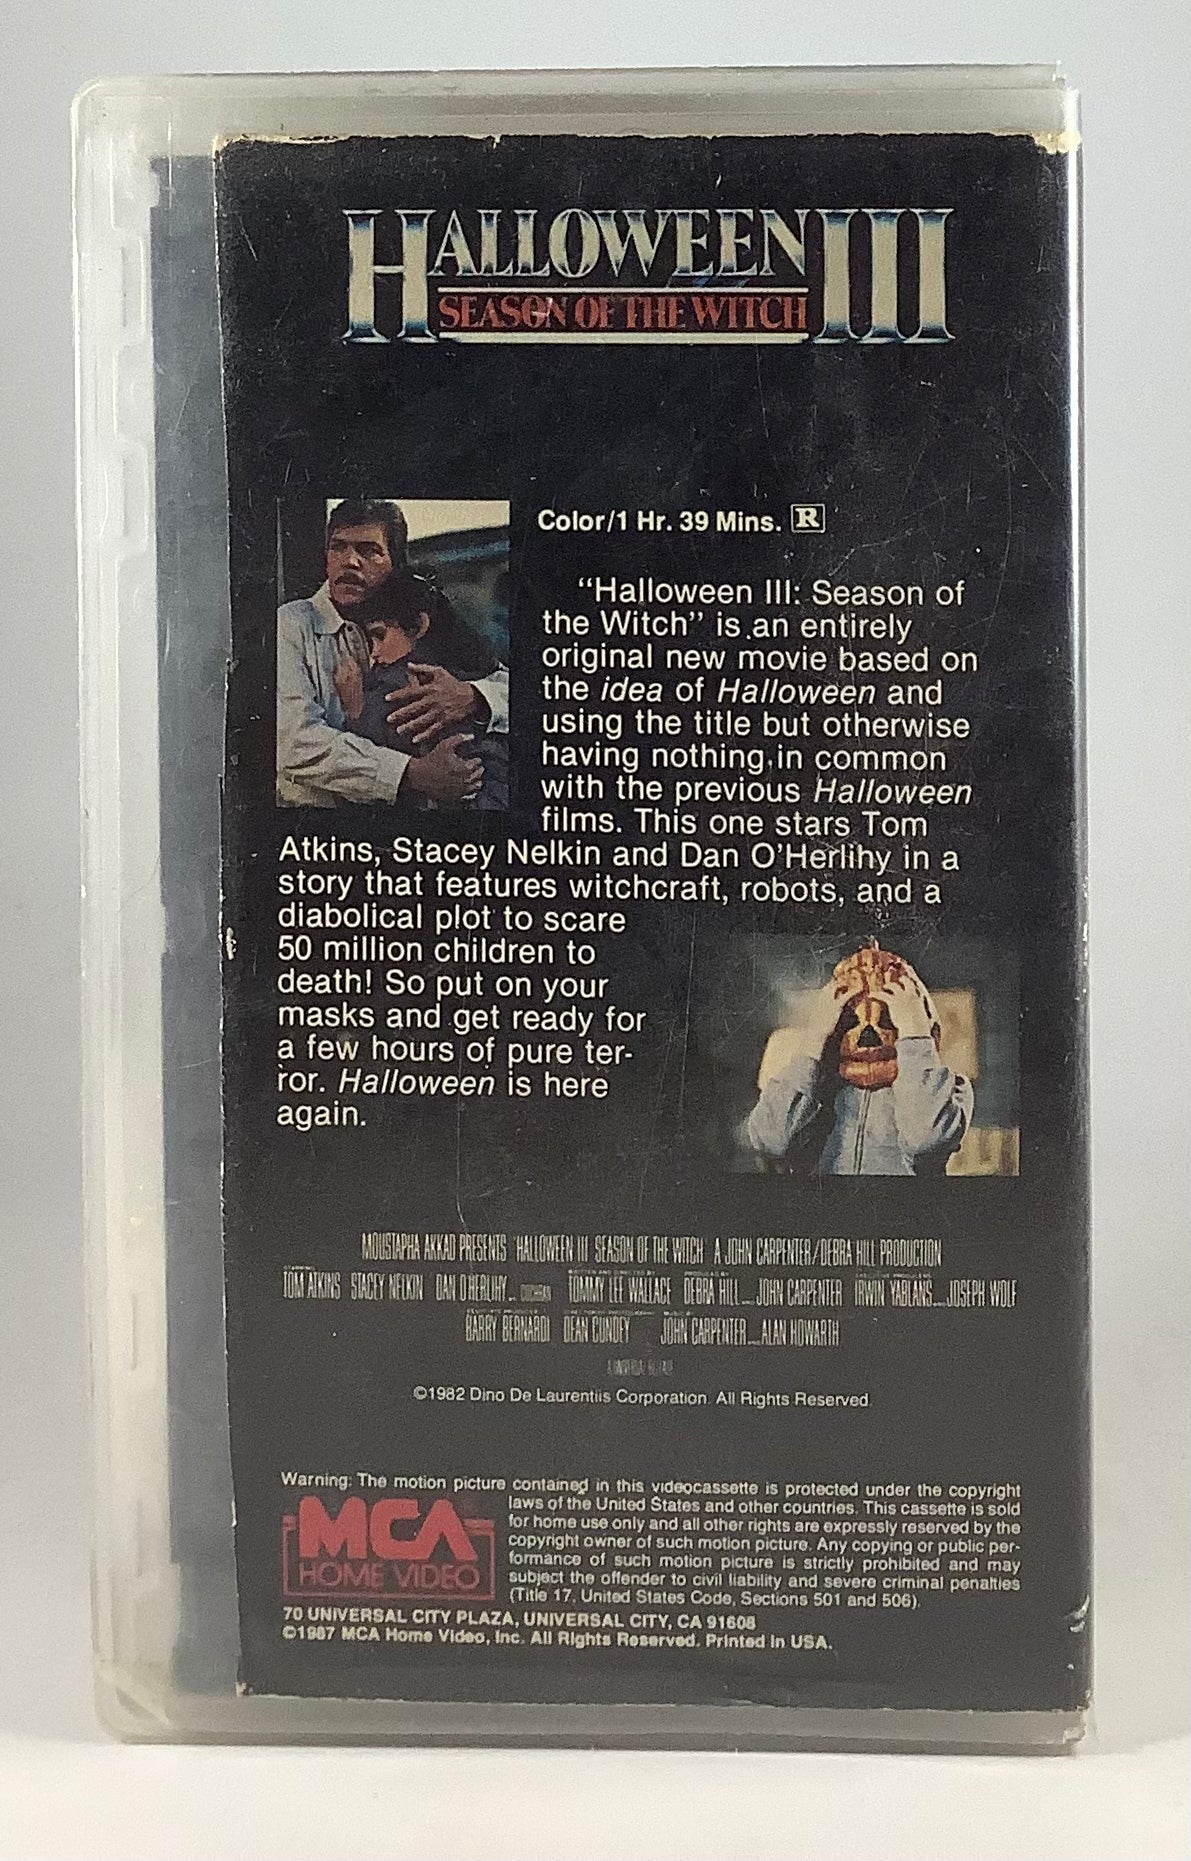 HALLOWEEN III
SEASON OF THE WITCH
Color/1 Hr. 39 Mins. R
“Halloween III: Season of
the Witch” is an entirely
original new movie based on
the idea of Halloween and
using the title but otherwise
having nothing in common
with the previous Halloween
films. This one stars Tom
Atkins, Stacey Nelkin and Dan O'Herlihy in a
story that features witchcraft, robots, and a
diabolical plot to scare
50 million children to
death! So put on your
masks and get ready for
a few hours of pure ter-
ror. Halloween is here
again.
MOUSTAPHA AKKAD PRESENTS HALLOWEEN III SEASON OF THE WITCH A JOHN CARPENTER/DEBRA HILL PRODUCTION
TOM ATKINS STACEY NELKIN DAN O'HERLIHY COCHRAN TOMMY LEE WALLACE DEBRA HILL JOHN CARPENTER IRWIN YABLANS JOSEPH WOLF
BARRY BERNARDI DEAN CUNDEY JOHN CARPENTER ALAN HOWARTH
©1982 Dino De Laurentiis Corporation. All Rights Reserved.
Warning: The motion picture contained in this videocassette is protected under the copyright
laws of the United States and other countries. This cassette is sold
for home use only and all other rights are expressly reserved by the
copyright owner of such motion picture. Any copying or public per-
formance of such motion picture is strictly prohibited and may
subject the offender to civil liability and severe criminal penalties
(Title 17, United States Code, Sections 501 and 506).
MCA
HOME VIDEO
70 UNIVERSAL CITY PLAZA, UNIVERSAL CITY, CA 91608
©1987 MCA Home Video, Inc. All Rights Reserved. Printed in USA.